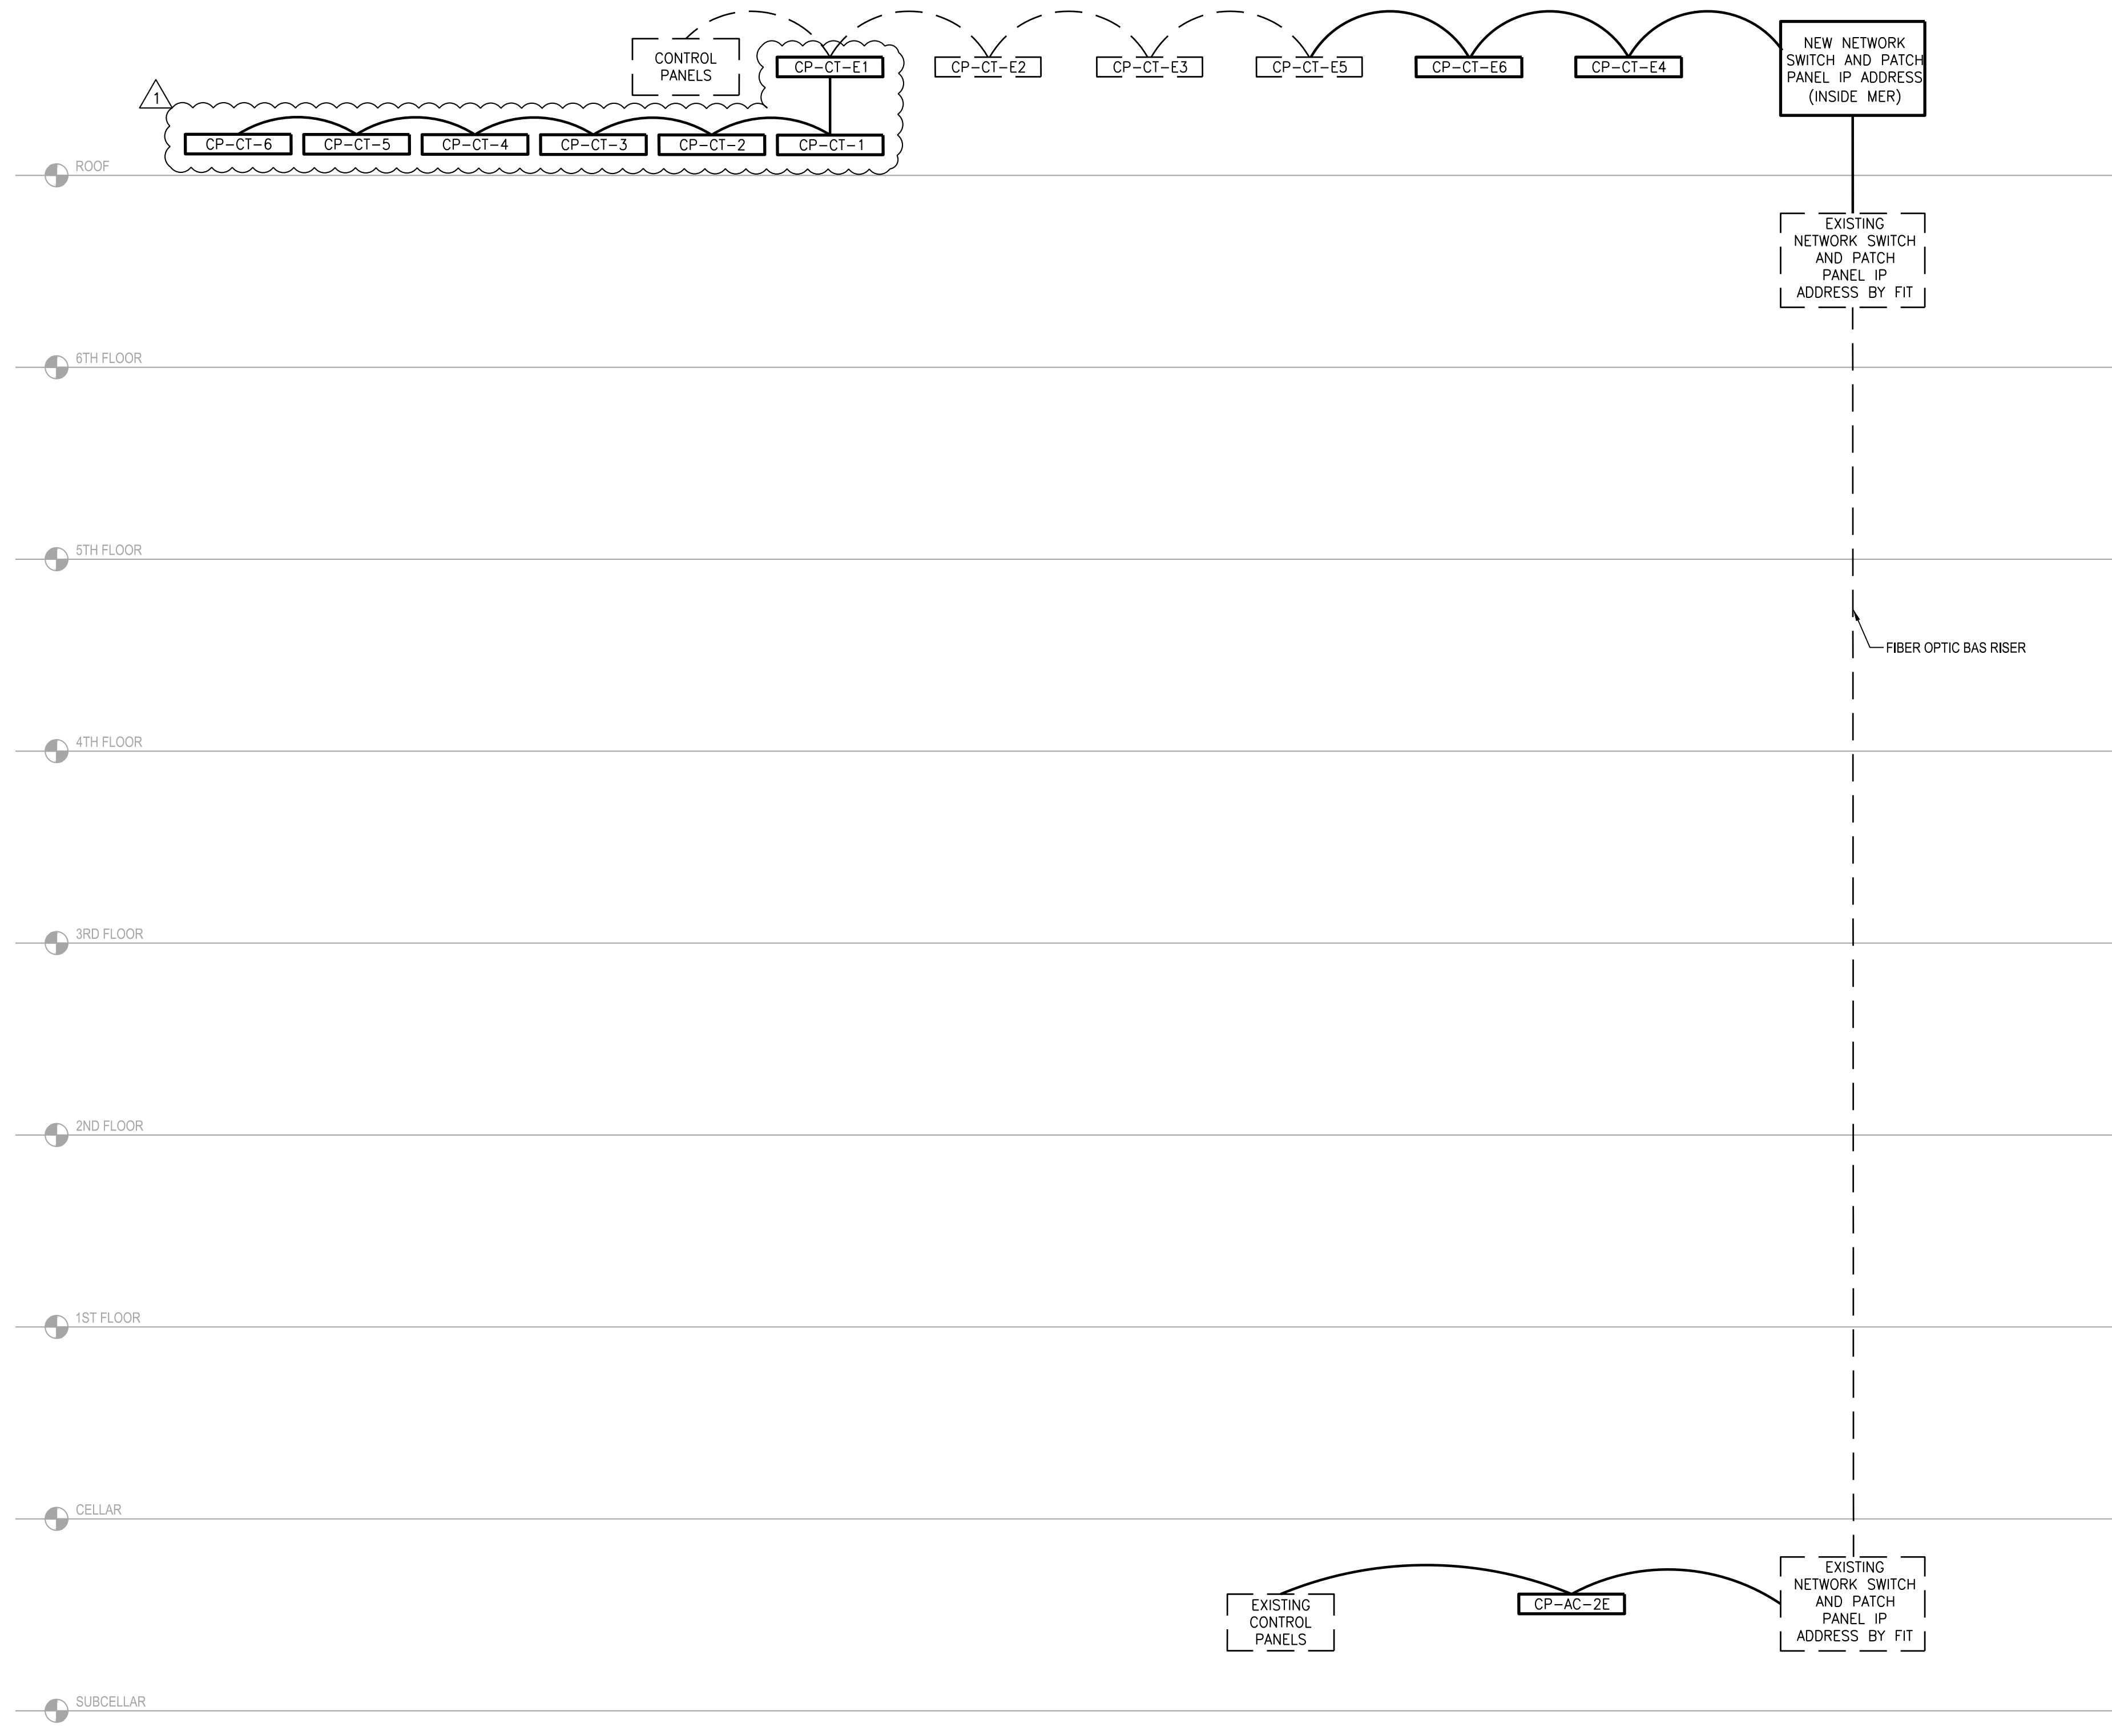 CONTROL
PANELS
CP-CT-E1
CP-CT-E2
CP-CT-E3
CP-CT-E5
CP-CT-E6
CP-CT-E4
NEW NETWORK
SWITCH AND PATCH
PANEL IP ADDRESS
(INSIDE MER)
1
CP-CT-6
CP-CT-5
CP-CT-4
CP-CT-3
CP-CT-2
CP-CT-1
ROOF
EXISTING
NETWORK SWITCH
AND PATCH
PANEL IP
ADDRESS BY FIT
6TH FLOOR
5TH FLOOR
FIBER OPTIC BAS RISER
4TH FLOOR
3RD FLOOR
2ND FLOOR
1ST FLOOR
CELLAR
EXISTING
CONTROL
PANELS
CP-AC-2E
EXISTING
NETWORK SWITCH
AND PATCH
PANEL IP
ADDRESS BY FIT
SUBCELLAR